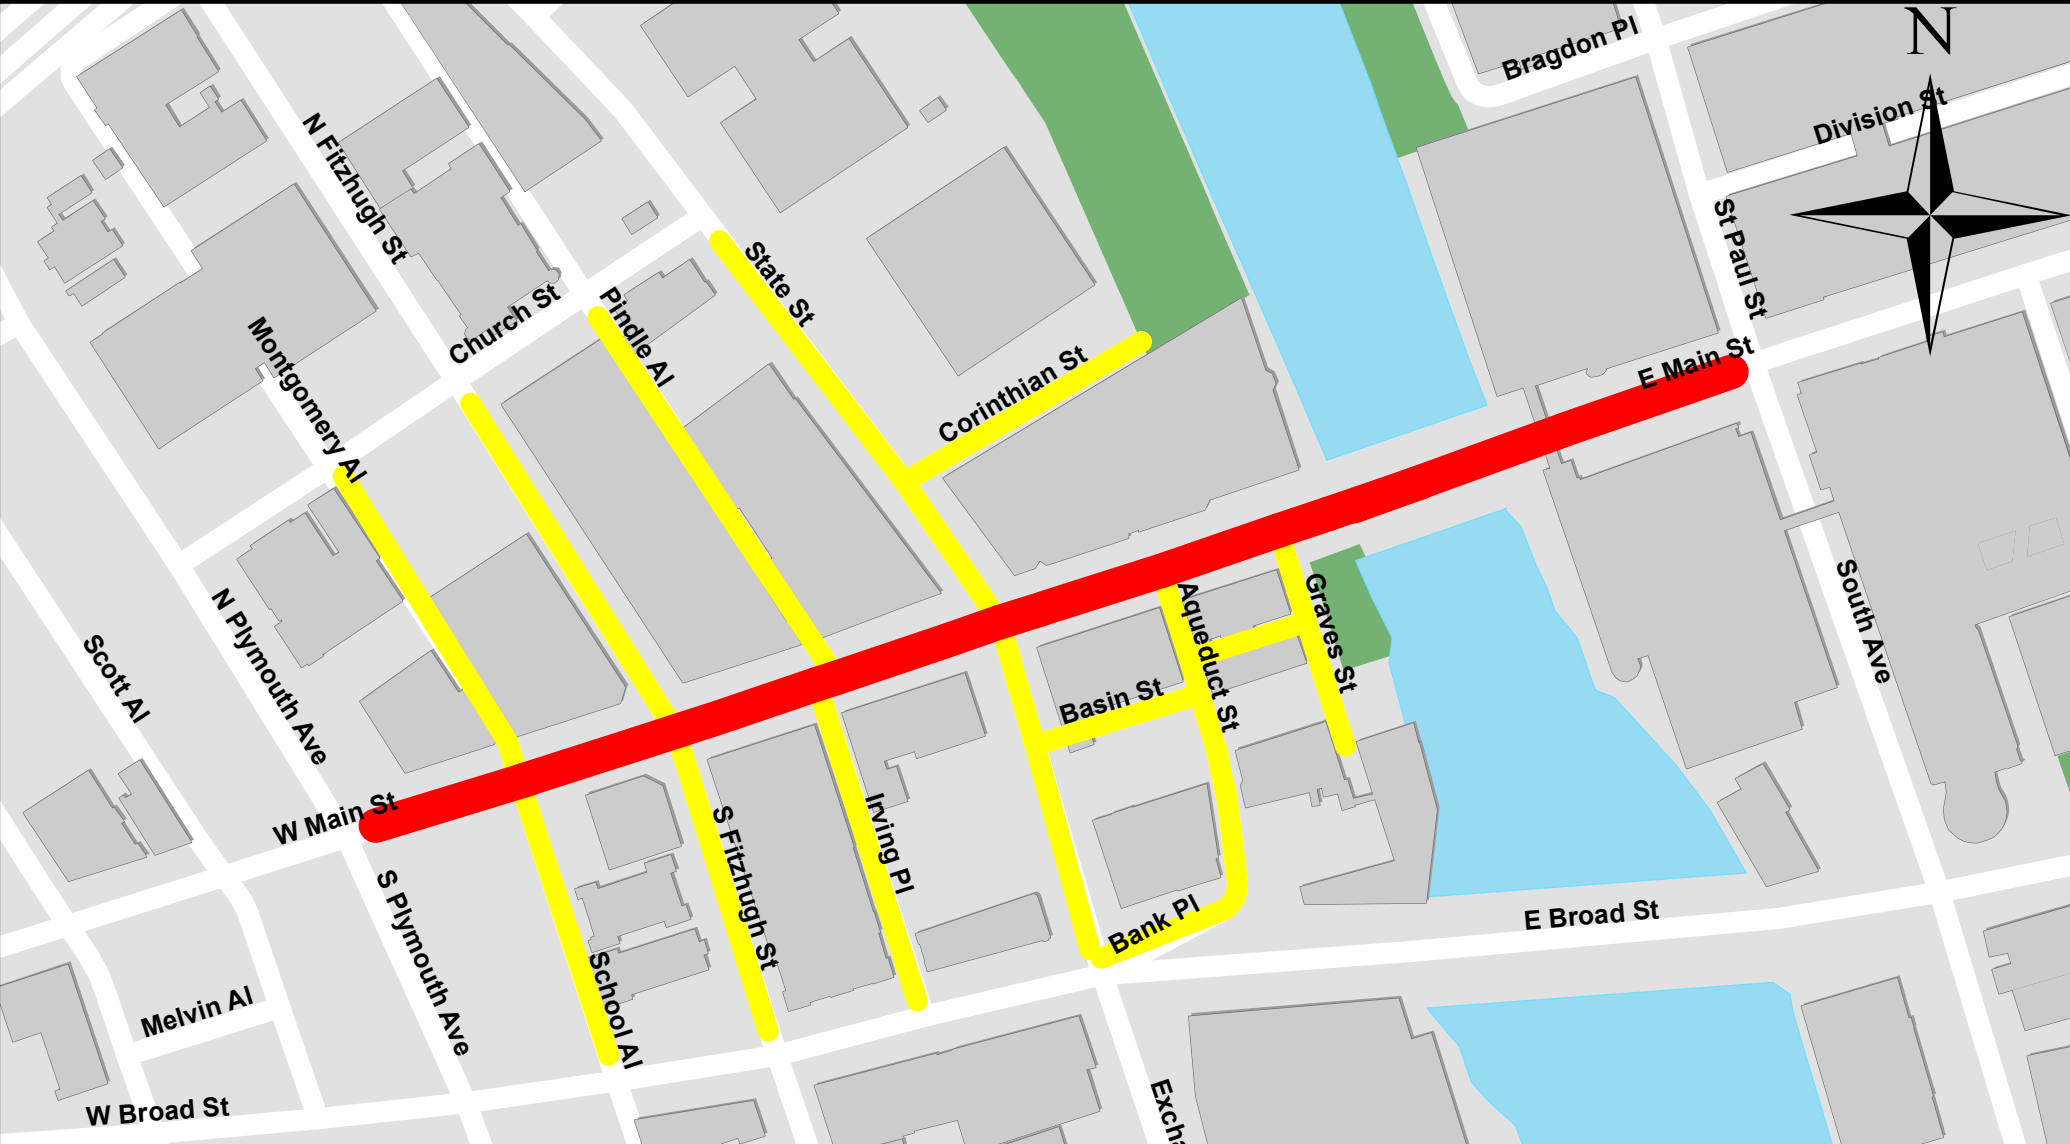 N
Bragdon Pl
Division St
N Fitzhugh St
St Paul St
State St
Church St
Pindle Al
Montgomery Al
Corinthian St
E Main St
Aqueduct St
Graves St
South Ave
N Plymouth Ave
Scott Al
Basin St
W Main St
Irving Pl
S Fitzhugh St
S Plymouth Ave
Bank Pl
E Broad St
School Al
Melvin Al
W Broad St
Excha